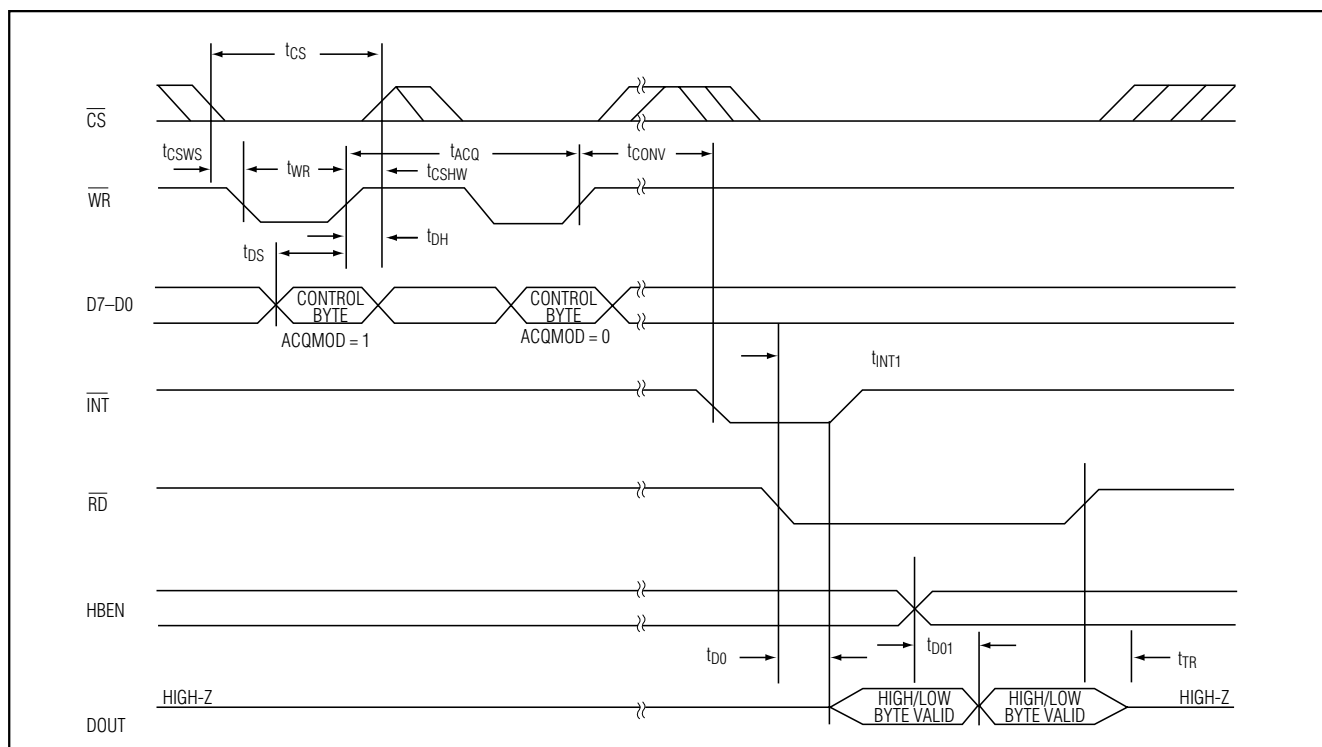 tCS
CS
tCSWS
tWR
tACQ
tCSHW
tCONV
WR
tDS
tDH
D7–D0
CONTROL
BYTE
ACQMOD = 1
CONTROL
BYTE
ACQMOD = 0
tINT1
INT
RD
HBEN
tD0
tD01
tTR
DOUT
HIGH-Z
HIGH/LOW
BYTE VALID
HIGH/LOW
BYTE VALID
HIGH-Z